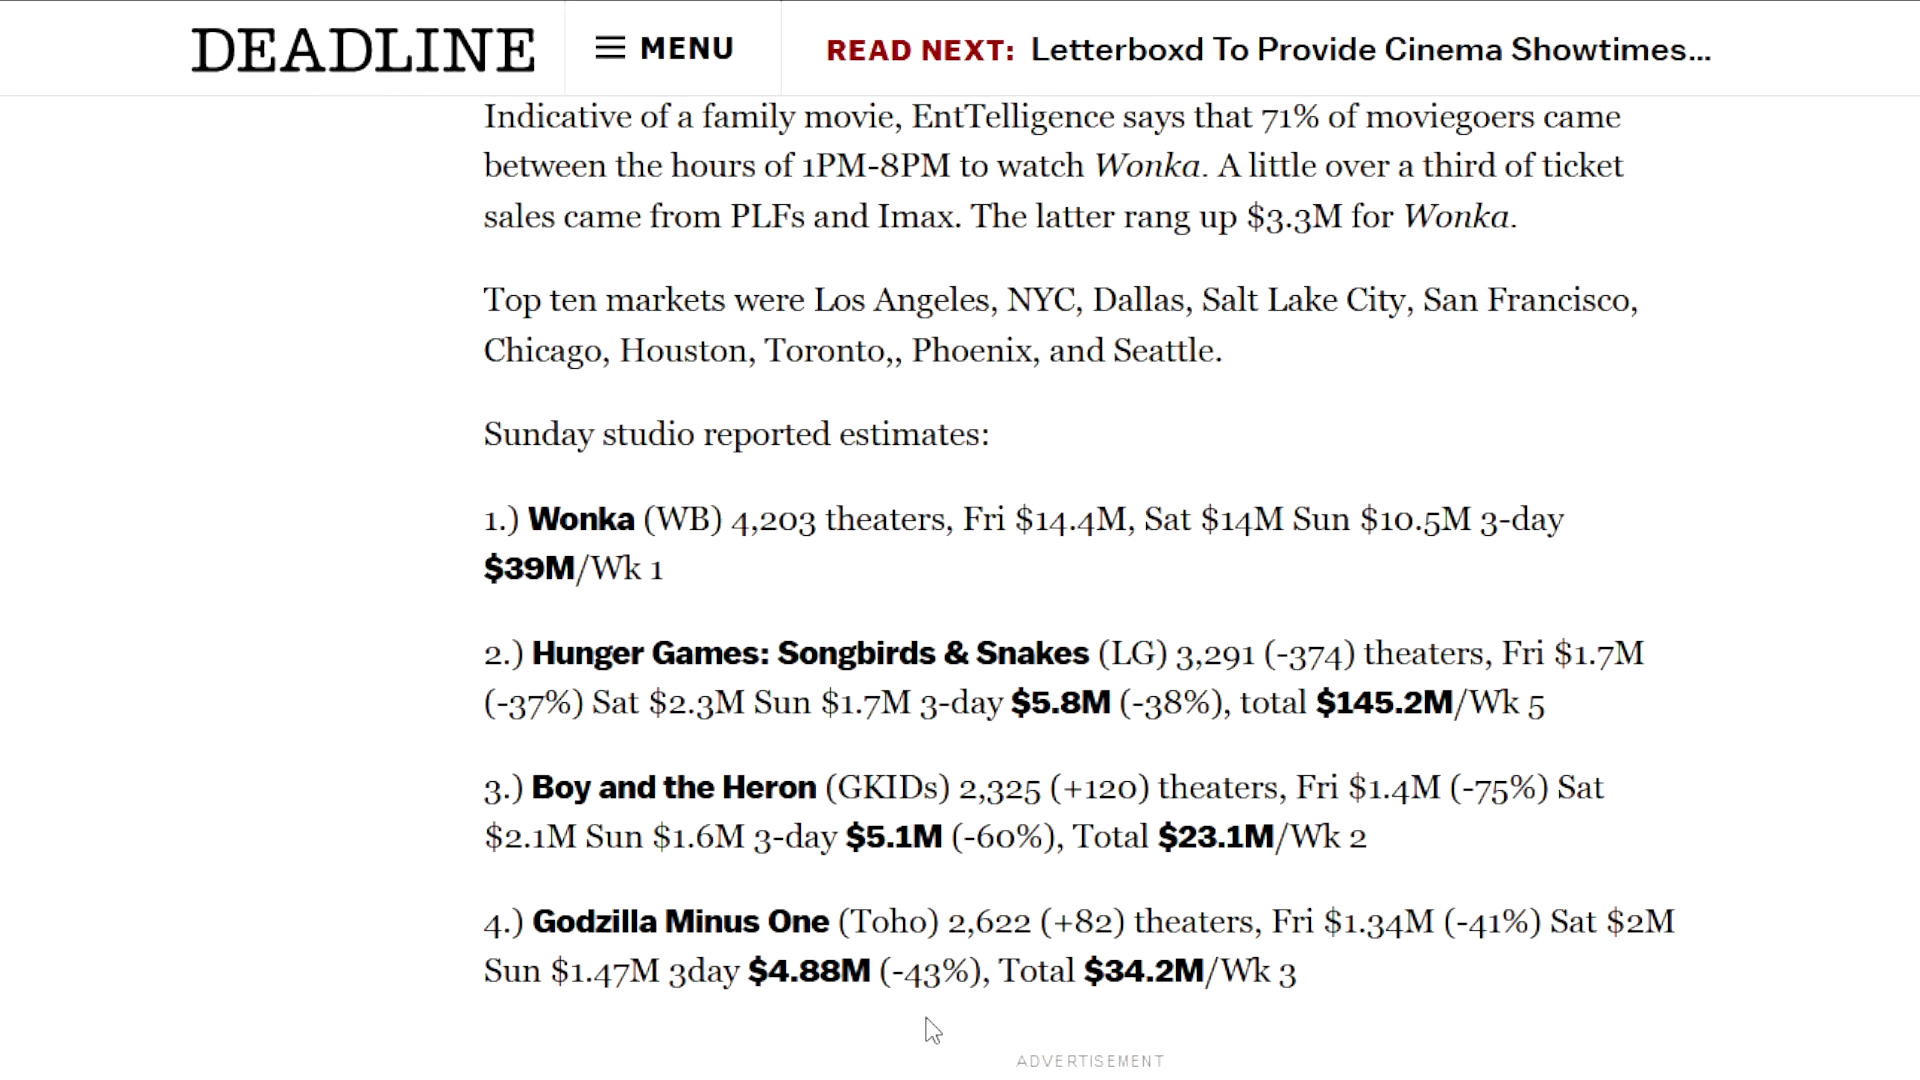 DEADLINE
MENU
READ NEXT: Letterboxd To Provide Cinema Showtimes...
Indicative of a family movie, EntTelligence says that 71% of moviegoers came
between the hours of 1PM-8PM to watch Wonka. A little over a third of ticket
sales came from PLFs and Imax. The latter rang up $3.3M for Wonka.
Top ten markets were Los Angeles, NYC, Dallas, Salt Lake City, San Francisco,
Chicago, Houston, Toronto,, Phoenix, and Seattle.
Sunday studio reported estimates:
1.) Wonka (WB) 4,203 theaters, Fri $14.4M, Sat $14M Sun $10.5M 3-day
$39M/Wk 1
2.) Hunger Games: Songbirds & Snakes (LG) 3,291 (-374) theaters, Fri $1.7M
(-37%) Sat $2.3M Sun $1.7M 3-day $5.8M (-38%), total $145.2M/Wk 5
3.) Boy and the Heron (GKIDs) 2,325 (+120) theaters, Fri $1.4M (-75%) Sat
$2.1M Sun $1.6M 3-day $5.1M (-60%), Total $23.1M/Wk 2
4.) Godzilla Minus One (Toho) 2,622 (+82) theaters, Fri $1.34M (-41%) Sat $2M
Sun $1.47M 3day $4.88M (-43%), Total $34.2M/Wk 3
ADVERTISEMENT